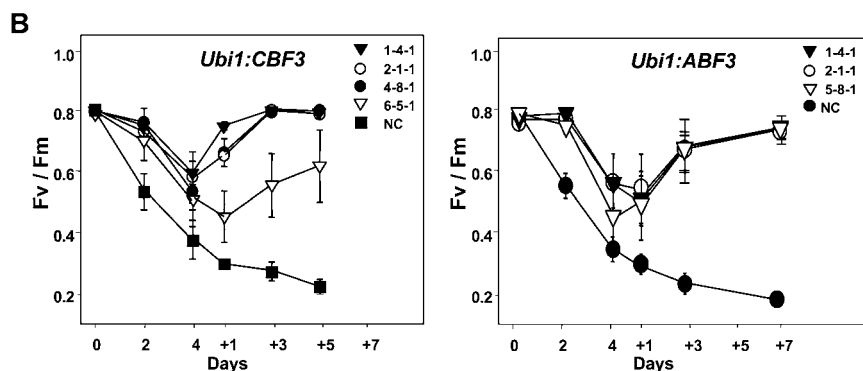 B
Ubi1:CBF3
1-4-1
2-1-1
4-8-1
6-5-1
NC
Fv / Fm
1.0
0.8
0.6
0.4
0.2
0 2 4 +1 +3 +5 +7
Days
Ubi1:ABF3
1-4-1
2-1-1
5-8-1
NC
Fv / Fm
1.0
0.8
0.6
0.4
0.2
0 2 4 +1 +3 +5 +7
Days